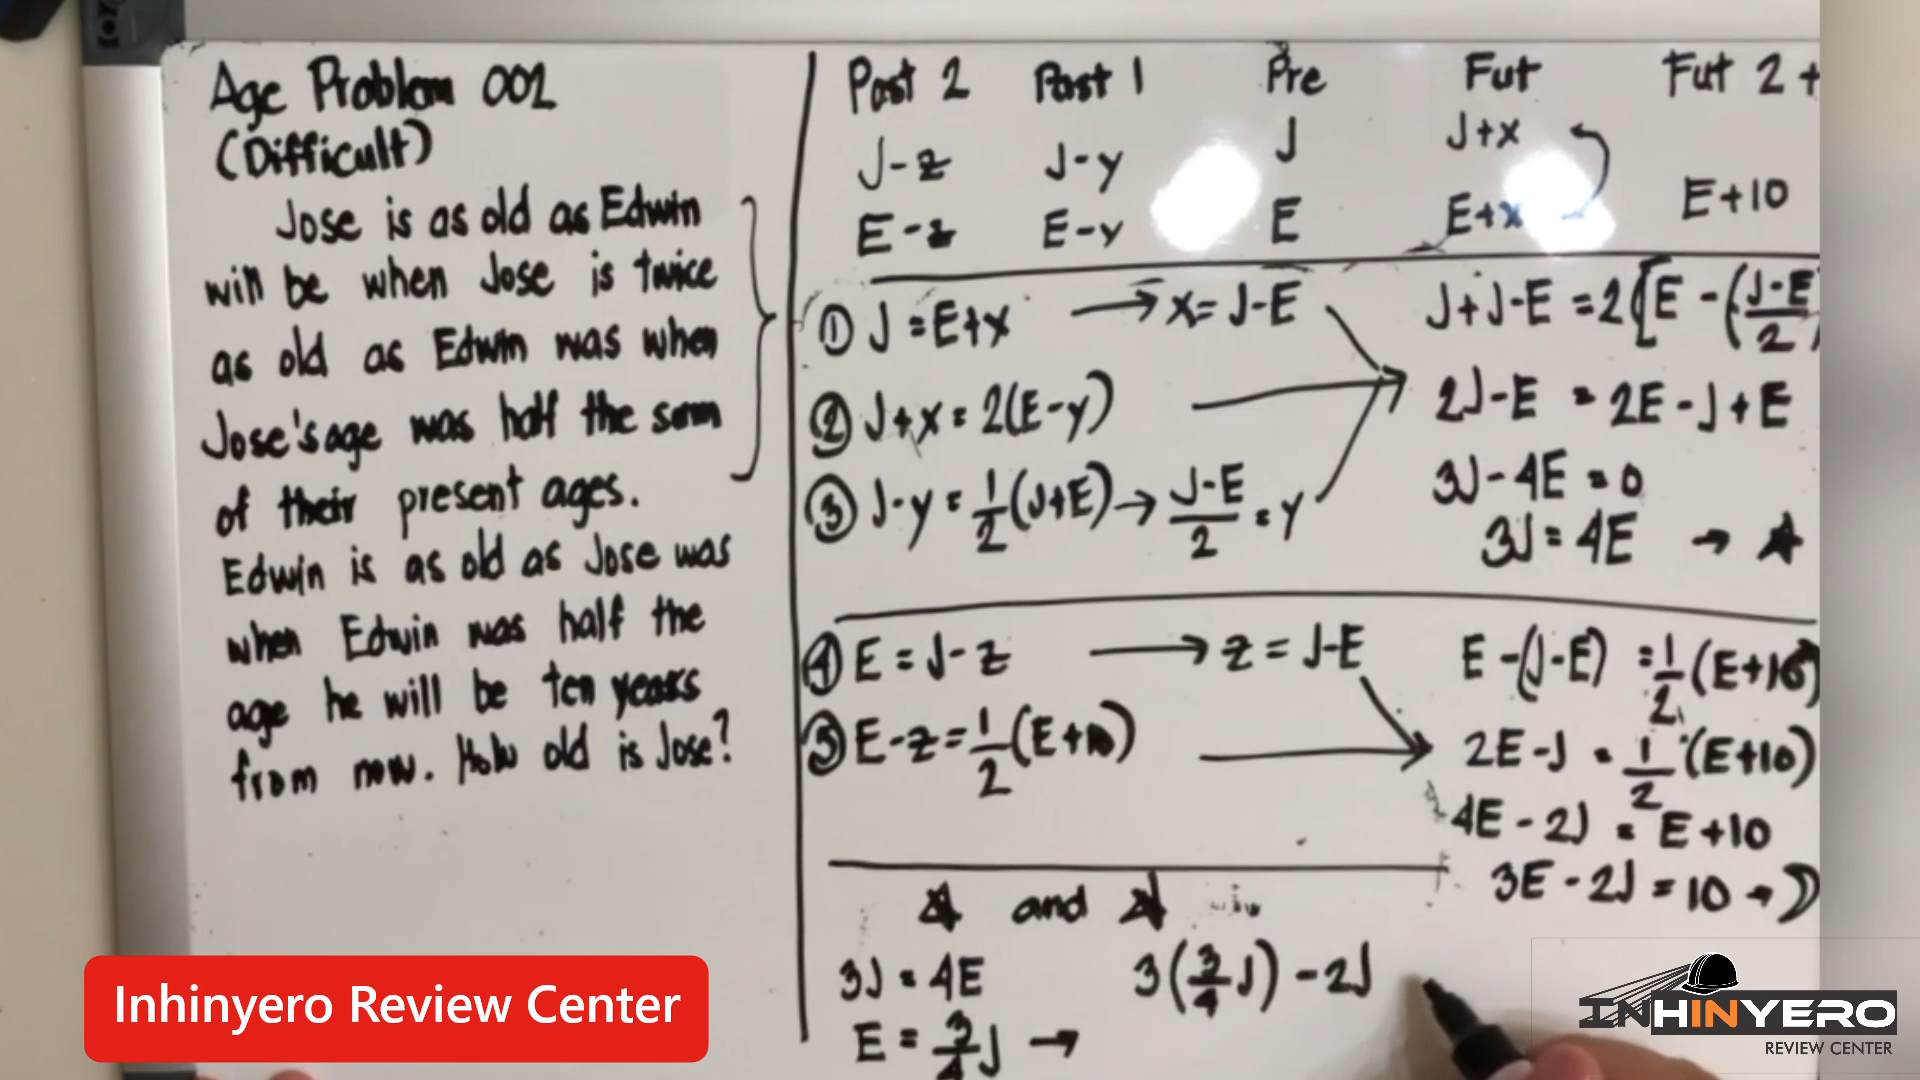 Age Problem 002
(Difficult)
Jose is as old as Edwin
will be when Jose is twice
as old as Edwin was when
Jose's age was half the sum
of their present ages.
Edwin is as old as Jose was
when Edwin was half the
age he will be ten years
from now. How old is Jose?
Past 2 Past 1 Pre Fut Fut 2 +
J-z J-y J J+x
E-z E-y E E+x E+10
① J = E+x → x = J-E
② J+x = 2(E-y)
③ J-y = 1/2 (J+E) → J-E/2 = y
J+J-E = 2[E-(J-E/2)
2J-E = 2E-J+E
3J-4E = 0
3J = 4E → ☆
④ E = J-z → z = J-E
⑤ E-z = 1/2 (E+10)
E-(J-E) = 1/2 (E+10)
2E-J = 1/2 (E+10)
4E-2J = E+10
3E-2J = 10 →
☆ and
3J = 4E 3(3/4 J) - 2J
E = 3/4 J →
Inhinyero Review Center
INHINYERO
REVIEW CENTER